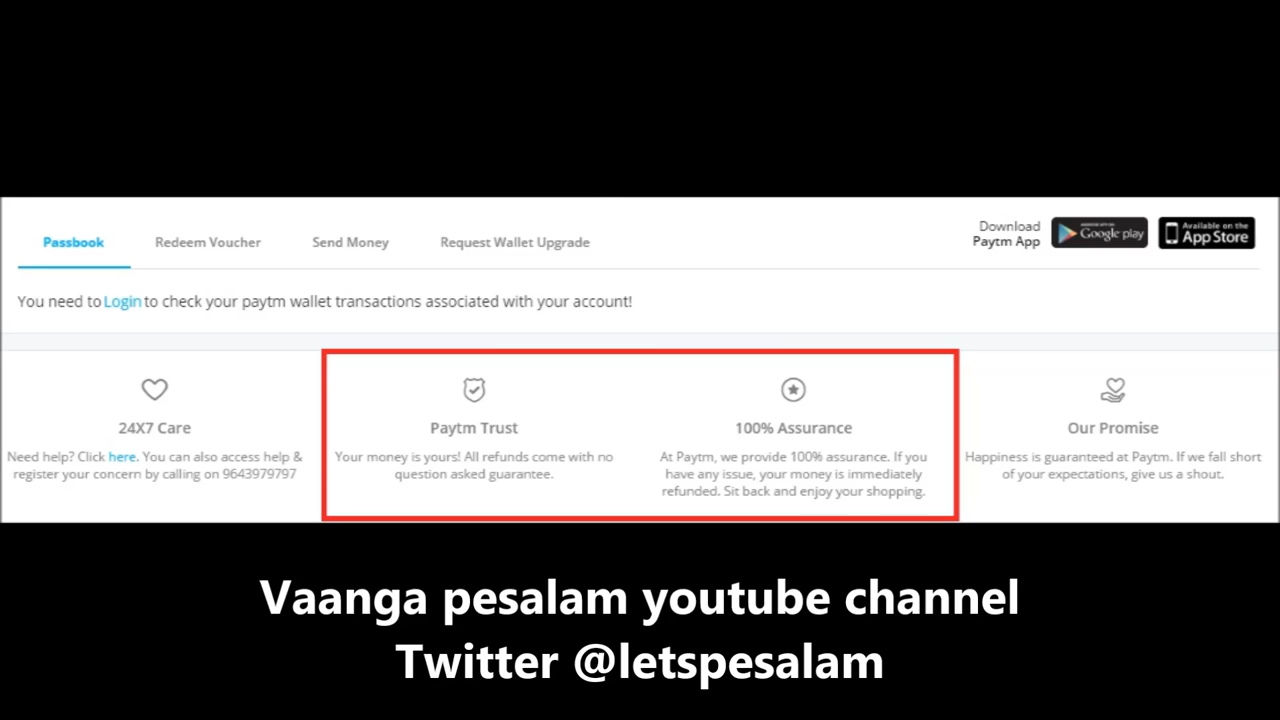 Passbook
Redeem Voucher
Send Money
Request Wallet Upgrade
Download
Paytm App
Google play
Available on the
App Store
You need to Login to check your paytm wallet transactions associated with your account!
24X7 Care
Need help? Click here. You can also access help &
register your concern by calling on 9643979797
Paytm Trust
Your money is yours! All refunds come with no
question asked guarantee.
100% Assurance
At Paytm, we provide 100% assurance. If you
have any issue, your money is immediately
refunded. Sit back and enjoy your shopping.
Our Promise
Happiness is guaranteed at Paytm. If we fall short
of your expectations, give us a shout.
Vaanga pesalam youtube channel
Twitter @letspesalam